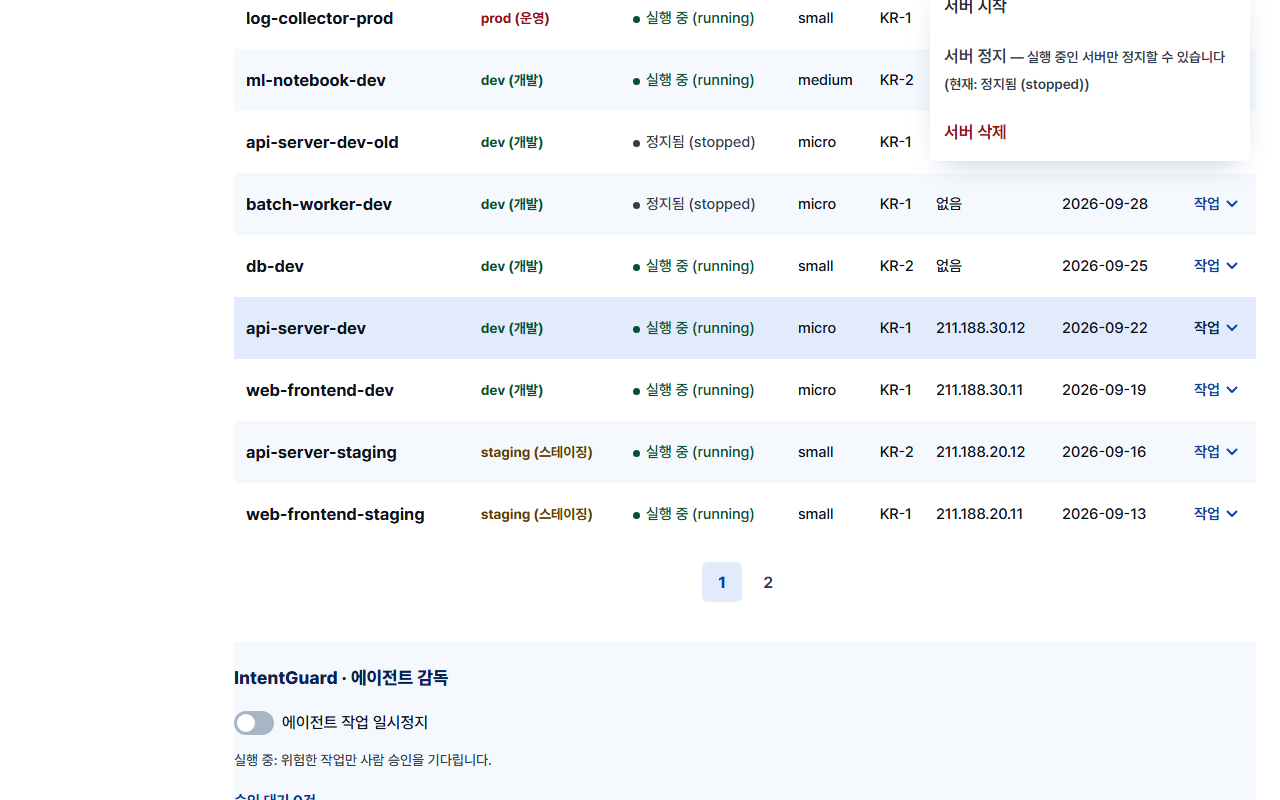 log-collector-prod prod (운영) 실행 중 (running) small KR-1
서버 시작
서버 정지 — 실행 중인 서버만 정지할 수 있습니다
(현재: 정지됨 (stopped))
서버 삭제
ml-notebook-dev dev (개발) 실행 중 (running) medium KR-2
api-server-dev-old dev (개발) 정지됨 (stopped) micro KR-1
batch-worker-dev dev (개발) 정지됨 (stopped) micro KR-1 없음 2026-09-28 작업
db-dev dev (개발) 실행 중 (running) small KR-2 없음 2026-09-25 작업
api-server-dev dev (개발) 실행 중 (running) micro KR-1 211.188.30.12 2026-09-22 작업
web-frontend-dev dev (개발) 실행 중 (running) micro KR-1 211.188.30.11 2026-09-19 작업
api-server-staging staging (스테이징) 실행 중 (running) small KR-2 211.188.20.12 2026-09-16 작업
web-frontend-staging staging (스테이징) 실행 중 (running) small KR-1 211.188.20.11 2026-09-13 작업
1 2
IntentGuard · 에이전트 감독
에이전트 작업 일시정지
실행 중: 위험한 작업만 사람 승인을 기다립니다.
승인 대기 0건